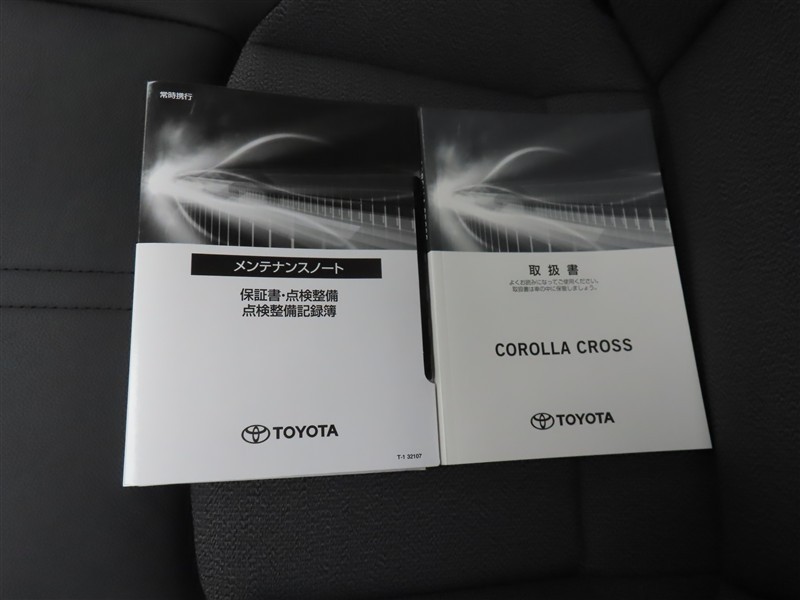 常時携行
メンテナンスノート
保証書・点検整備
点検整備記録簿
TOYOTA
T-1 32107
取扱書
よくお読みになってご使用ください。
取扱書は車の中に保管しましょう。
COROLLA CROSS
TOYOTA